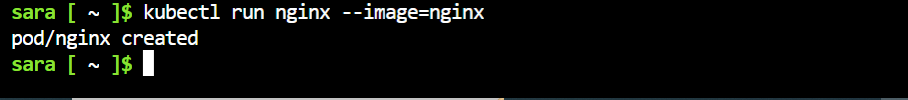 sara [ ~ ]$ kubectl run nginx --image=nginx
pod/nginx created
sara [ ~ ]$